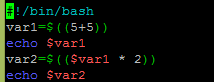 #!/bin/bash
var1=$((5+5))
echo $var1
var2=$(($var1 * 2))
echo $var2